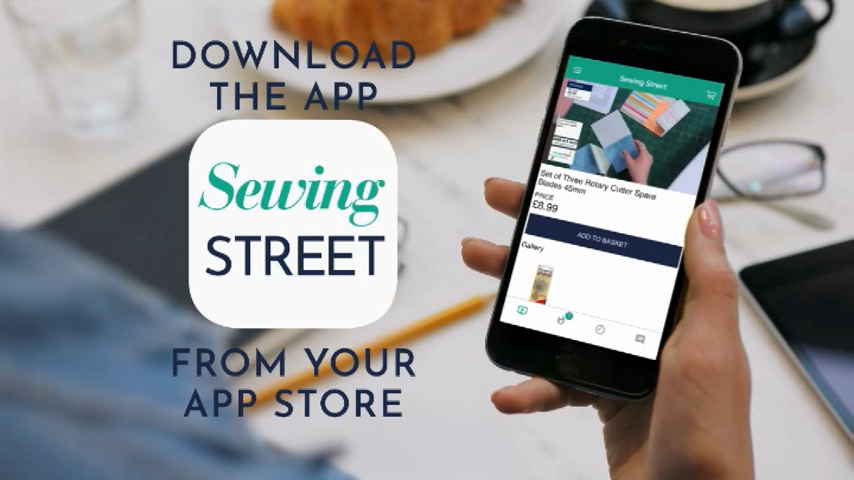 DOWNLOAD
THE APP
Sewing
STREET
FROM YOUR
APP STORE
Sewing Street
Set of Three Rotary Cutter Spare
Blades 45mm
PRICE
£8.99
ADD TO BASKET
Gallery